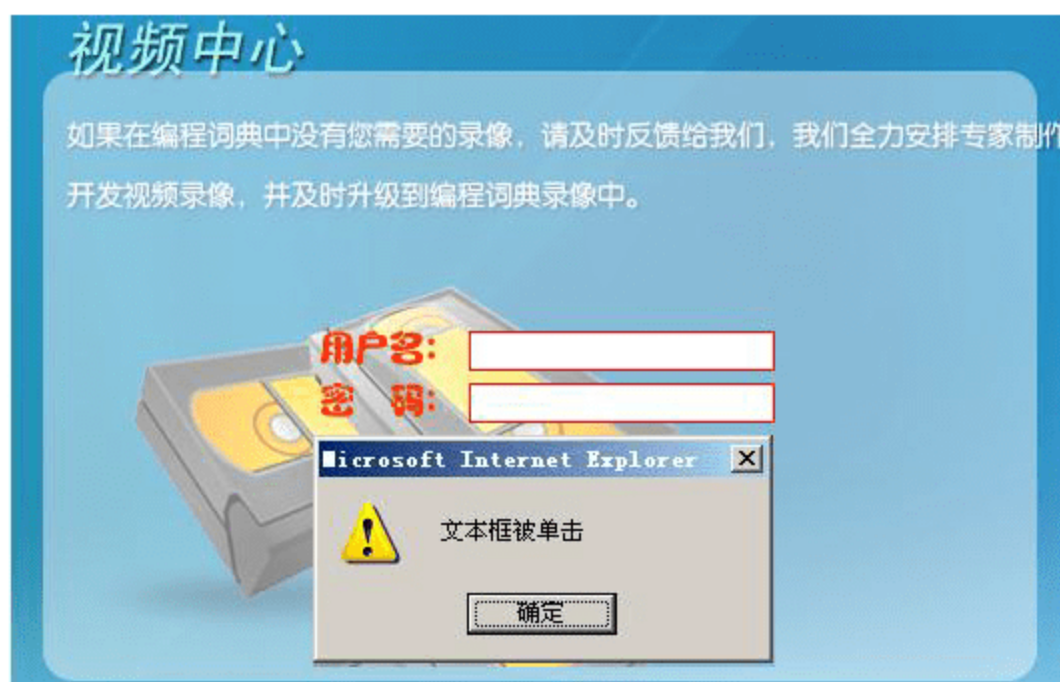 视频中心
如果在编程词典中没有您需要的录像，请及时反馈给我们，我们全力安排专家制作
开发视频录像，并及时升级到编程词典录像中。
用户名：
密 码：
Microsoft Internet Explorer
文本框被单击
确定